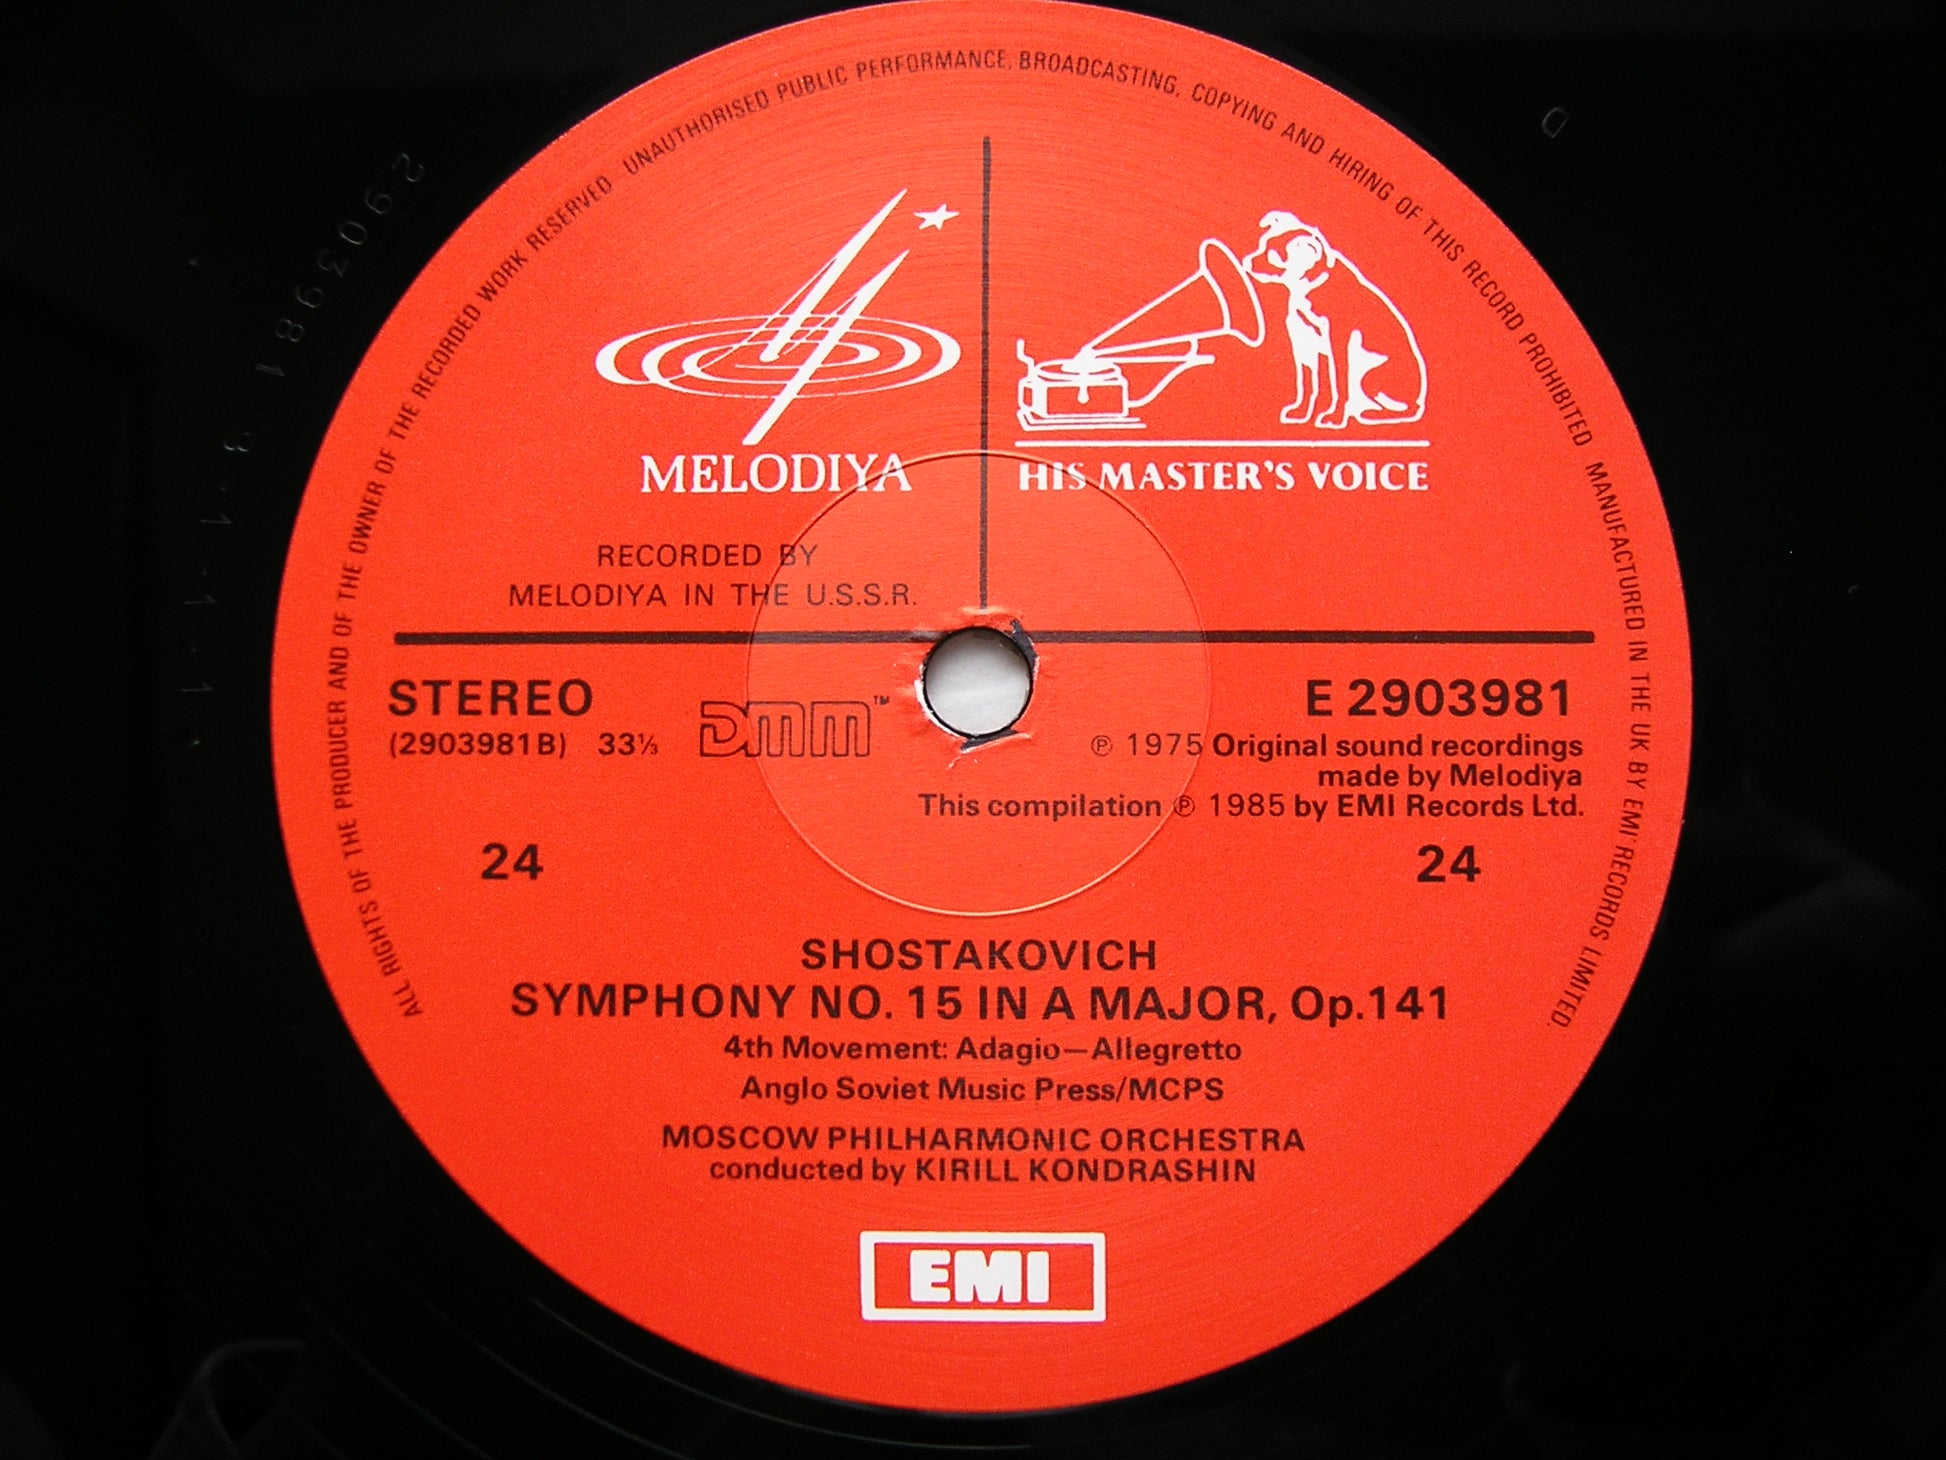 ALL RIGHTS OF THE PRODUCER AND OF THE OWNER OF THE RECORDED WORK RESERVED UNAUTHORISED PUBLIC PERFORMANCE, BROADCASTING, COPYING AND HIRING OF THIS RECORD PROHIBITED MANUFACTURED IN THE UK BY EMI RECORDS LIMITED.
MELODIYA
HIS MASTER'S VOICE
RECORDED BY
MELODIYA IN THE U.S.S.R.
STEREO
(2903981B) 33⅓
DMM™
E 2903981
℗ 1975 Original sound recordings
made by Melodiya
This compilation ℗ 1985 by EMI Records Ltd.
24 24
SHOSTAKOVICH
SYMPHONY NO. 15 IN A MAJOR, Op.141
4th Movement: Adagio—Allegretto
Anglo Soviet Music Press/MCPS
MOSCOW PHILHARMONIC ORCHESTRA
conducted by KIRILL KONDRASHIN
EMI
2903981
D